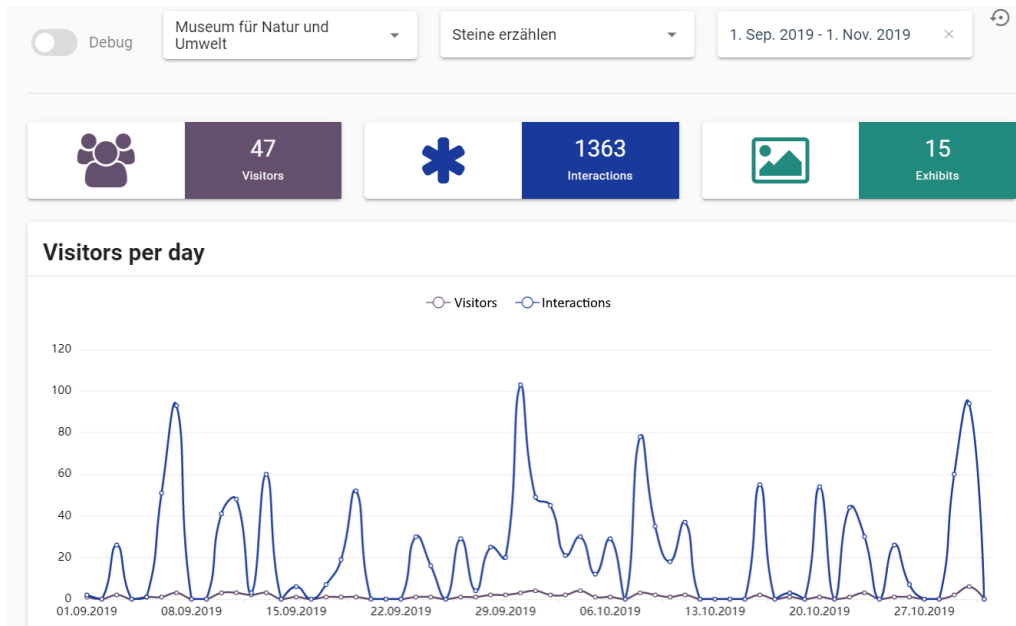 Debug
Museum für Natur und
Umwelt
Steine erzählen
1. Sep. 2019 - 1. Nov. 2019
47
Visitors
1363
Interactions
15
Exhibits
Visitors per day
Visitors
Interactions
120
100
80
60
40
20
0
01.09.2019 08.09.2019 15.09.2019 22.09.2019 29.09.2019 06.10.2019 13.10.2019 20.10.2019 27.10.2019